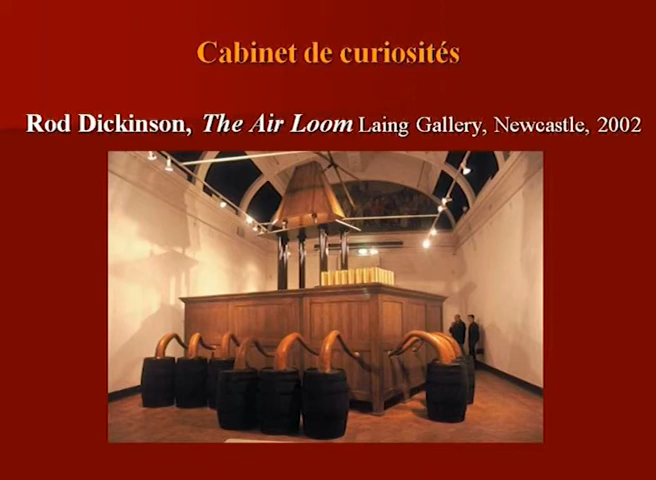 Cabinet de curiosités
Rod Dickinson, The Air Loom Laing Gallery, Newcastle, 2002